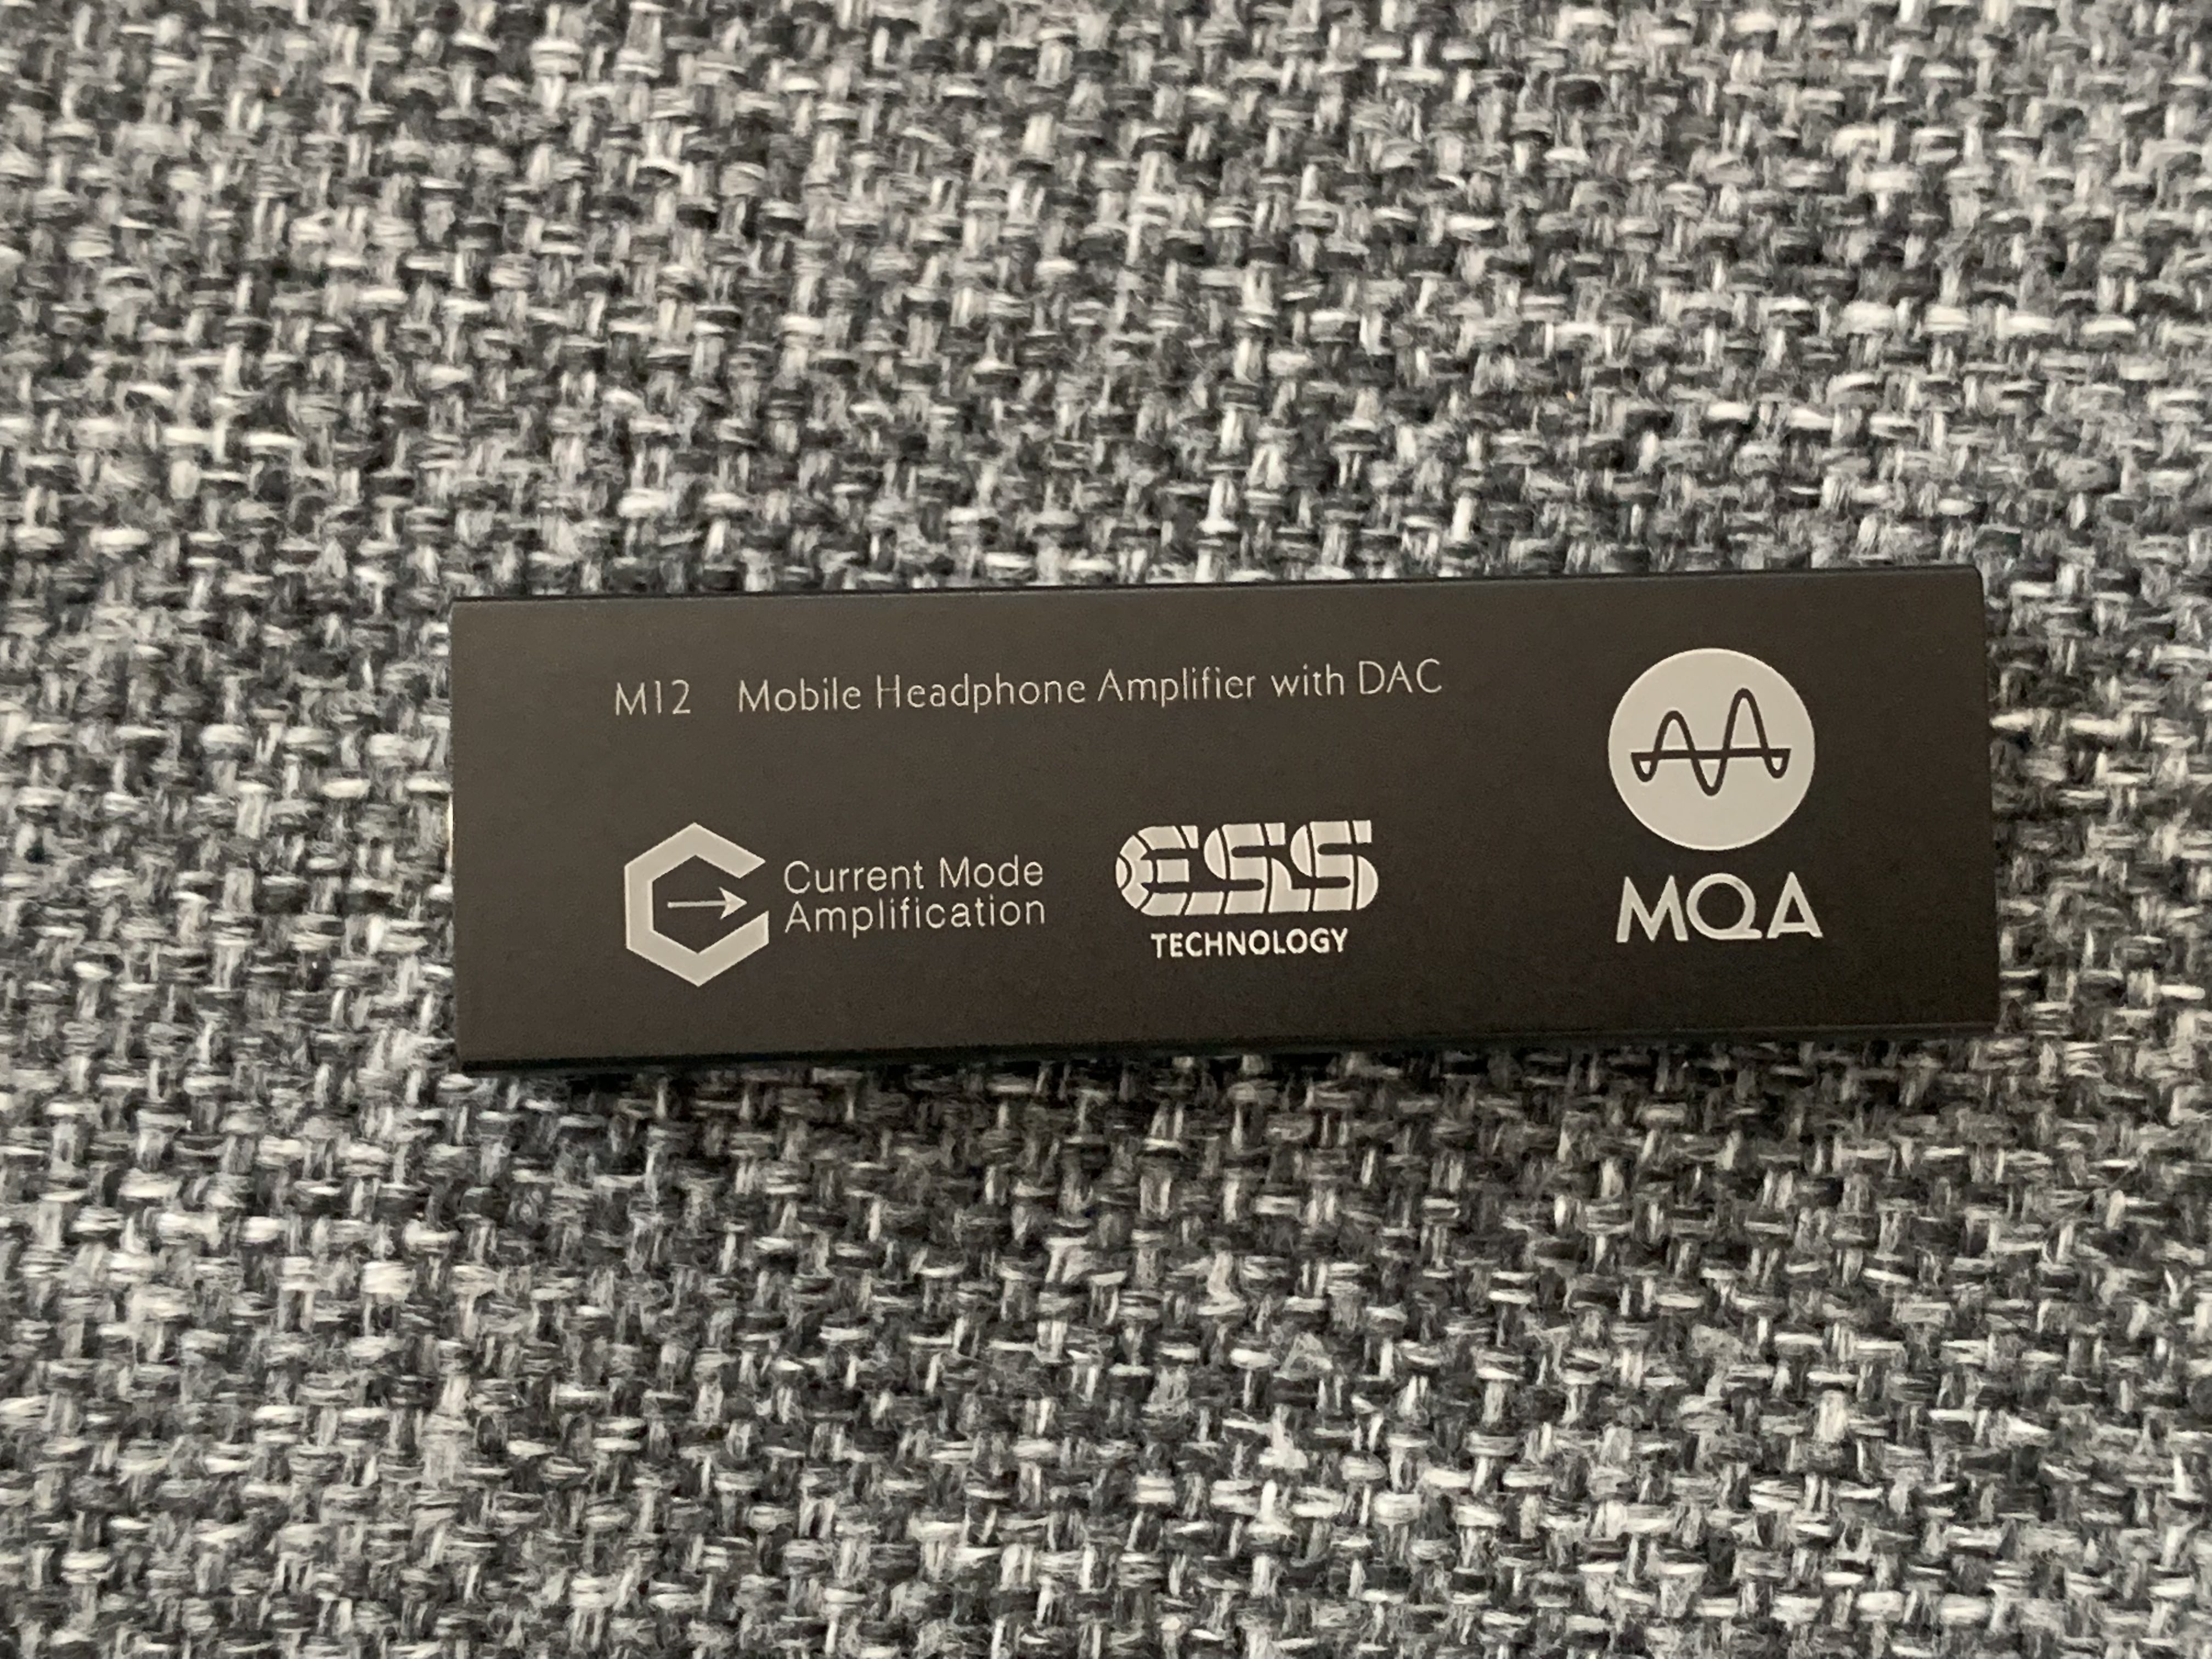 M12 Mobile Headphone Amplifier with DAC
Current Mode
Amplification
ESS
TECHNOLOGY
MQA